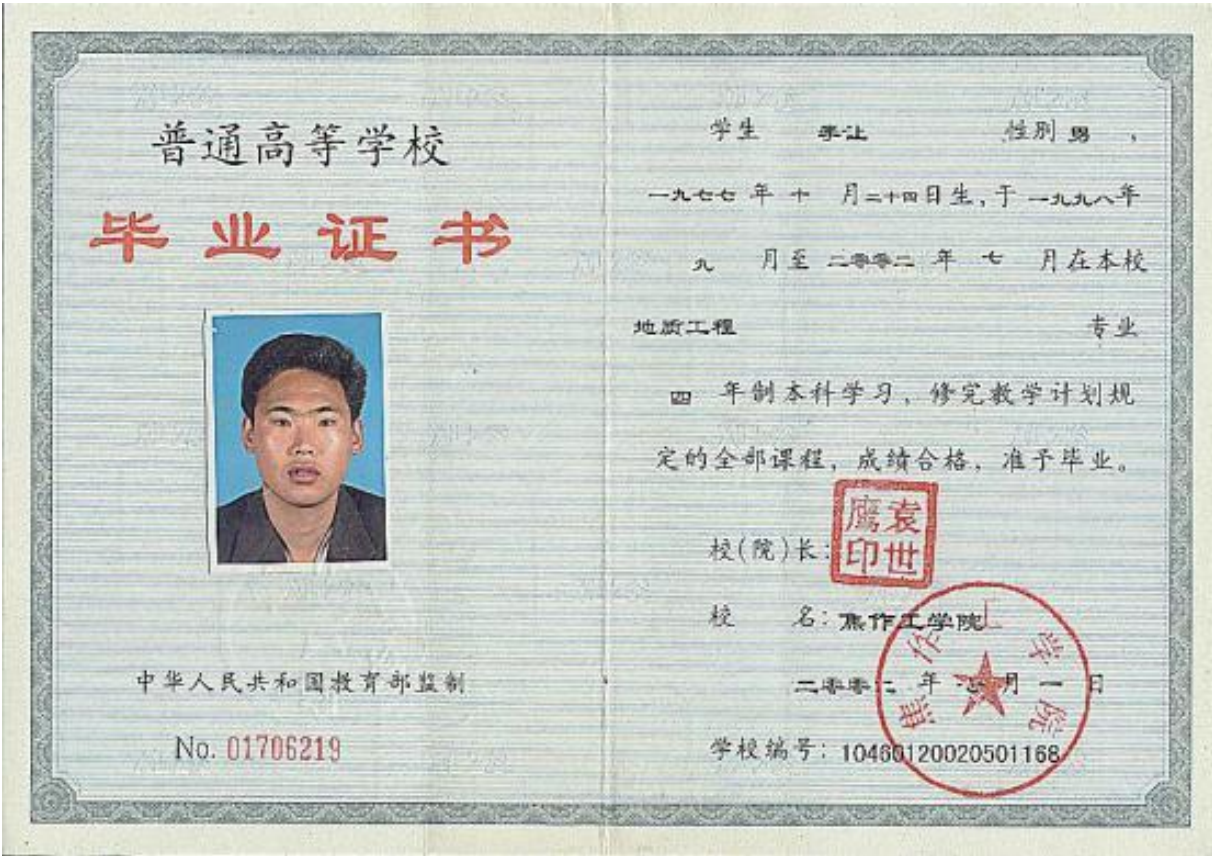 普通高等学校
毕业证书
中华人民共和国教育部监制
No. 01706219
学生 李让 性别 男 ,
一九七七 年 十 月二十四日生,于 一九九八年
九 月至 二零零二 年 七 月在本校
地质工程 专业
四 年制本科学习，修完教学计划规
定的全部课程，成绩合格，准予毕业。
校(院)长:
袁世鹰印
校 名: 焦作工学院
焦作工学院
二零零二 年 月 一 日
学校编号: 10460120020501168